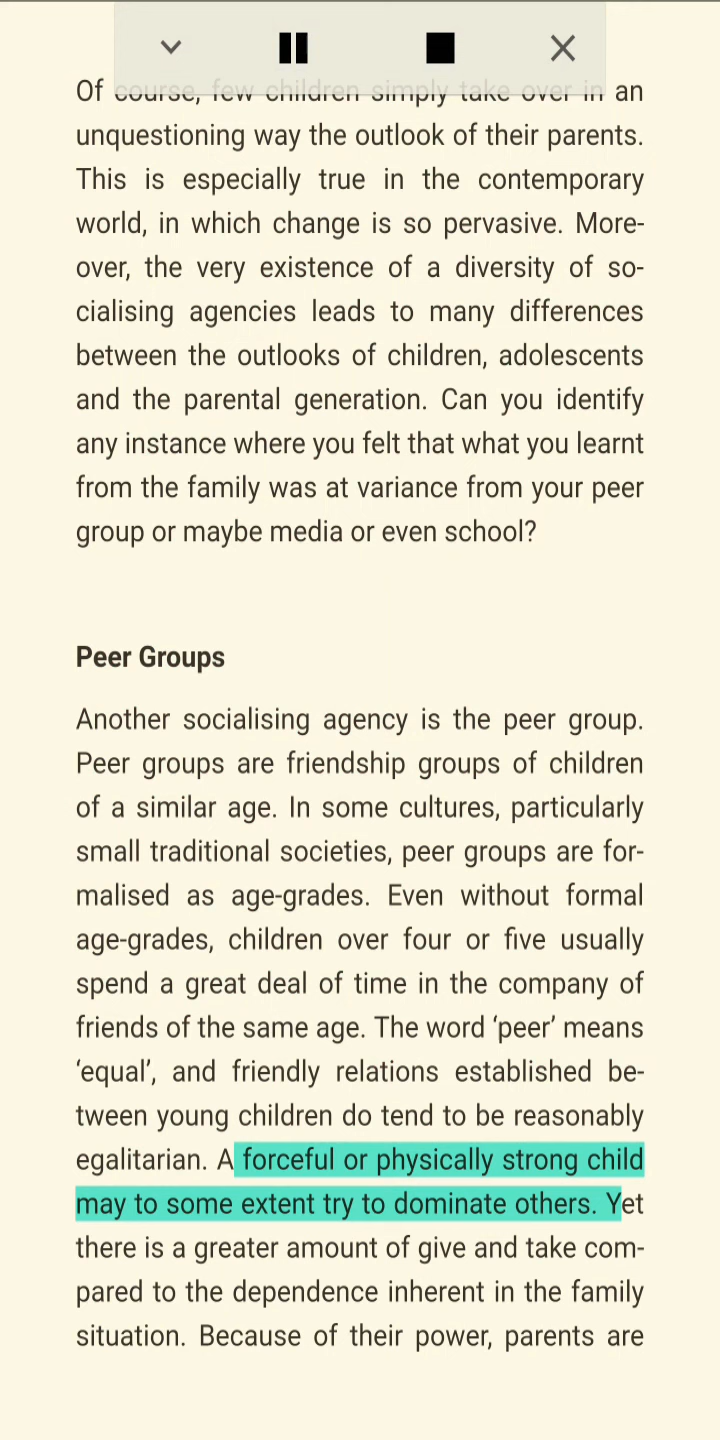 Of course, few children simply take over in an
unquestioning way the outlook of their parents.
This is especially true in the contemporary
world, in which change is so pervasive. More-
over, the very existence of a diversity of so-
cialising agencies leads to many differences
between the outlooks of children, adolescents
and the parental generation. Can you identify
any instance where you felt that what you learnt
from the family was at variance from your peer
group or maybe media or even school?
Peer Groups
Another socialising agency is the peer group.
Peer groups are friendship groups of children
of a similar age. In some cultures, particularly
small traditional societies, peer groups are for-
malised as age-grades. Even without formal
age-grades, children over four or five usually
spend a great deal of time in the company of
friends of the same age. The word ‘peer’ means
‘equal’, and friendly relations established be-
tween young children do tend to be reasonably
egalitarian. A forceful or physically strong child
may to some extent try to dominate others. Yet
there is a greater amount of give and take com-
pared to the dependence inherent in the family
situation. Because of their power, parents are